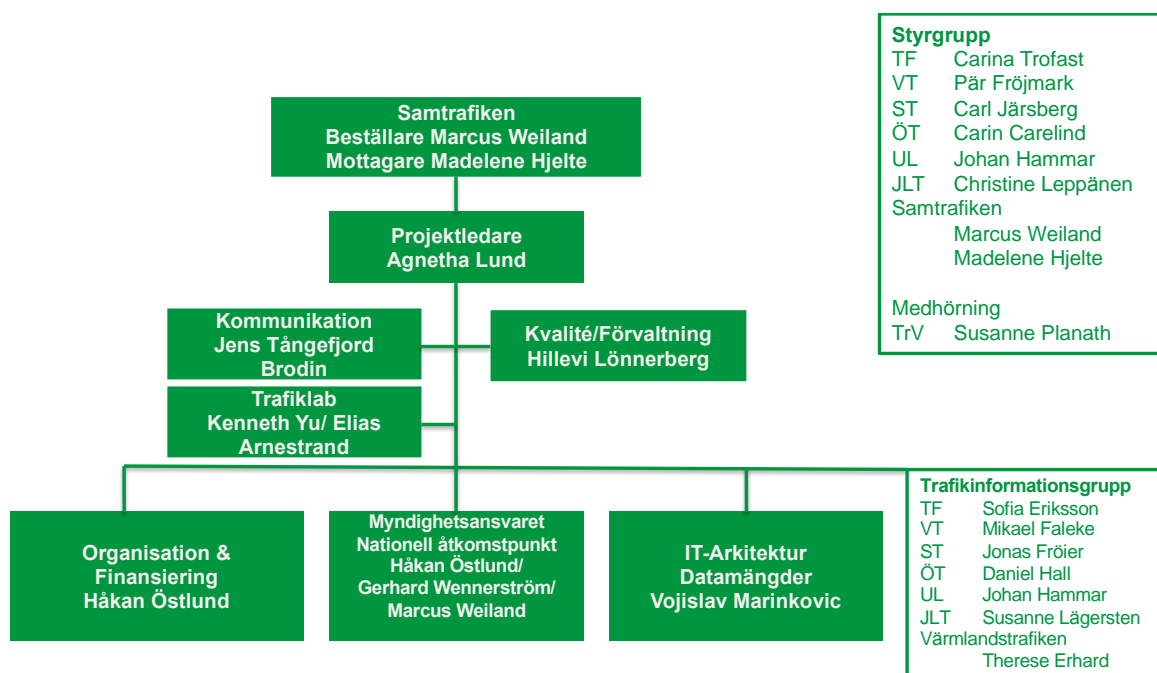 Samtrafiken
Beställare Marcus Weiland
Mottagare Madelene Hjelte
Projektledare
Agnetha Lund
Kommunikation
Jens Tångefjord
Brodin
Kvalité/Förvaltning
Hillevi Lönnerberg
Trafiklab
Kenneth Yu/ Elias
Arnestrand
Organisation &
Finansiering
Håkan Östlund
Myndighetsansvaret
Nationell åtkomstpunkt
Håkan Östlund/
Gerhard Wennerström/
Marcus Weiland
IT-Arkitektur
Datamängder
Vojislav Marinkovic
Styrgrupp
TF Carina Trofast
VT Pär Fröjmark
ST Carl Järsberg
ÖT Carin Carelind
UL Johan Hammar
JLT Christine Leppänen
Samtrafiken
Marcus Weiland
Madelene Hjelte
Medhörning
TrV Susanne Planath
Trafikinformationsgrupp
TF Sofia Eriksson
VT Mikael Faleke
ST Jonas Fröier
ÖT Daniel Hall
UL Johan Hammar
JLT Susanne Lägersten
Värmlandstrafiken
Therese Erhard